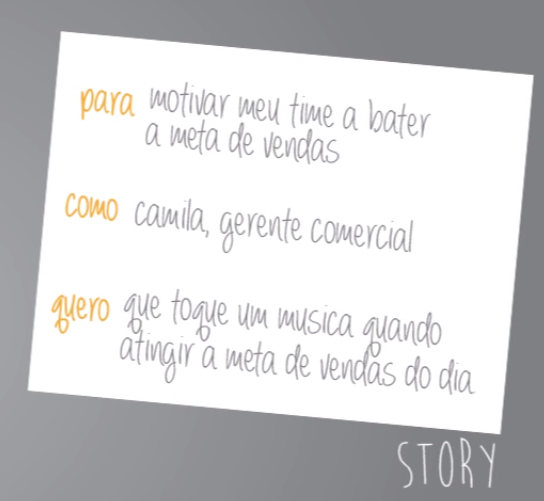 para motivar meu time a bater
a meta de vendas
como camila, gerente comercial
quero que toque um musica quando
atingir a meta de vendas do dia
STORY